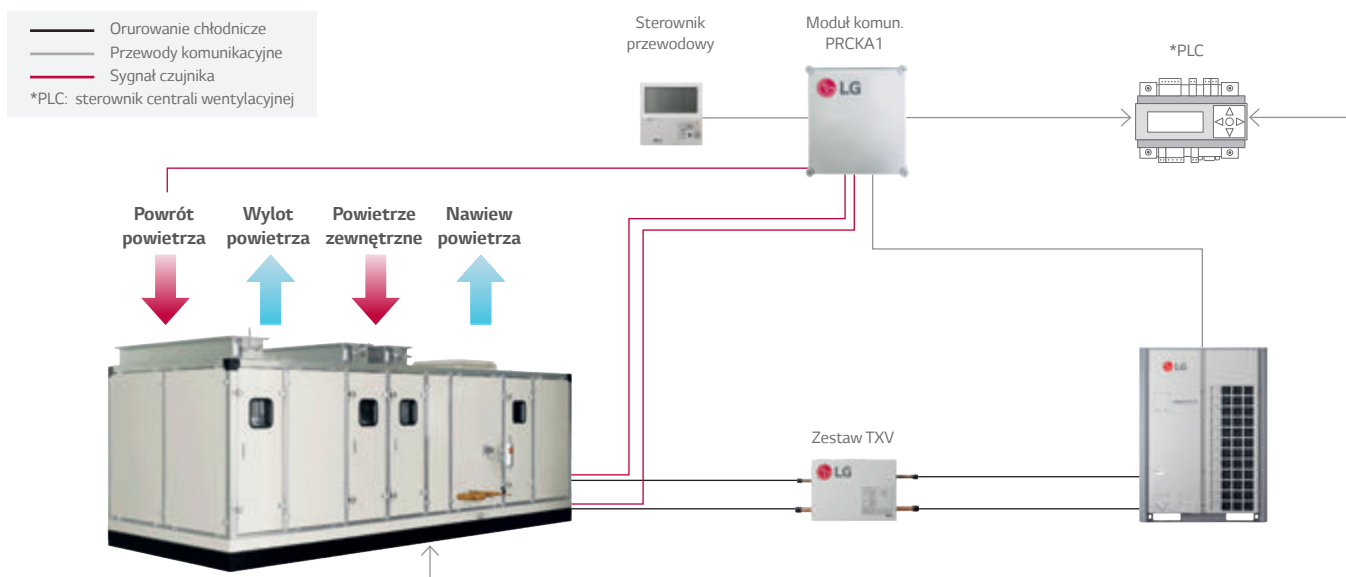 Orurowanie chłodnicze
Przewody komunikacyjne
Sygnał czujnika
*PLC: sterownik centrali wentylacyjnej
Sterownik
przewodowy
Moduł komun.
PRCKA1
*PLC
LG
Powrót
powietrza
Wylot
powietrza
Powietrze
zewnętrzne
Nawiew
powietrza
LG
Zestaw TXV
LG